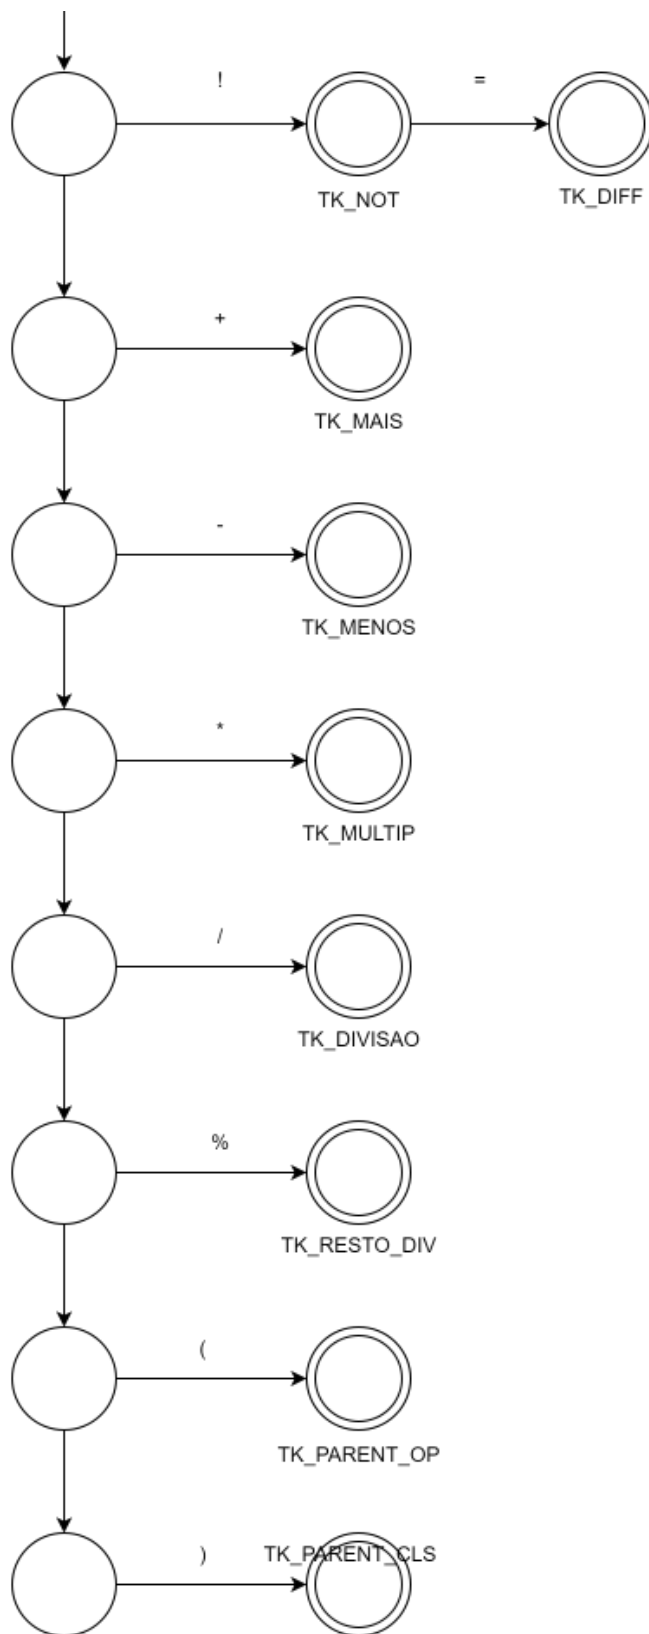 ! =
TK_NOT TK_DIFF
+
TK_MAIS
-
TK_MENOS
*
TK_MULTIP
/
TK_DIVISAO
%
TK_RESTO_DIV
(
TK_PARENT_OP
) TK_PARENT_CLS